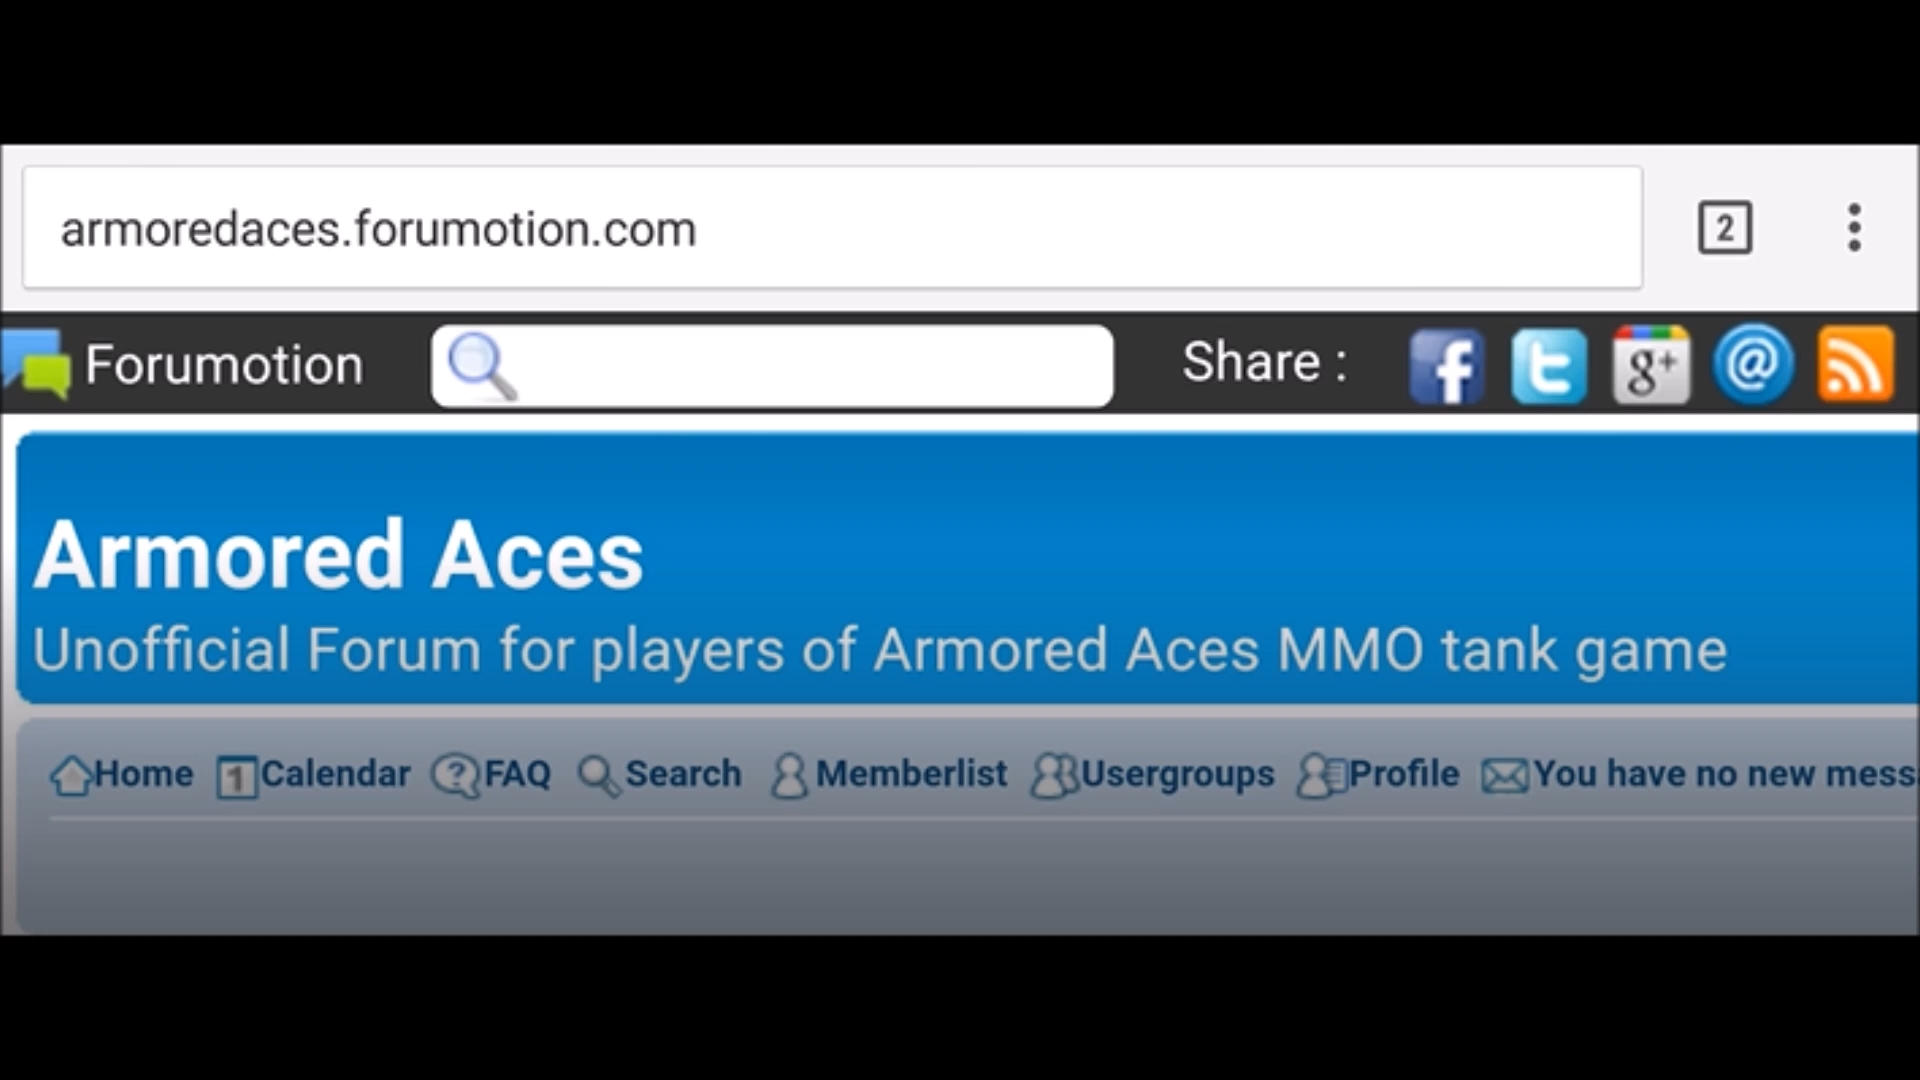 armoredaces.forumotion.com
2
Forumotion
Share :
Armored Aces
Unofficial Forum for players of Armored Aces MMO tank game
Home 1 Calendar FAQ Search Memberlist Usergroups Profile You have no new mess